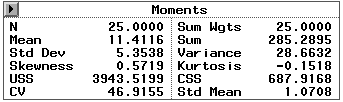 Moments
N 25.0000 Sum Wgts 25.0000
Mean 11.4116 Sum 285.2895
Std Dev 5.3538 Variance 28.6632
Skewness 0.5719 Kurtosis -0.1518
USS 3943.5199 CSS 687.9168
CV 46.9155 Std Mean 1.0708